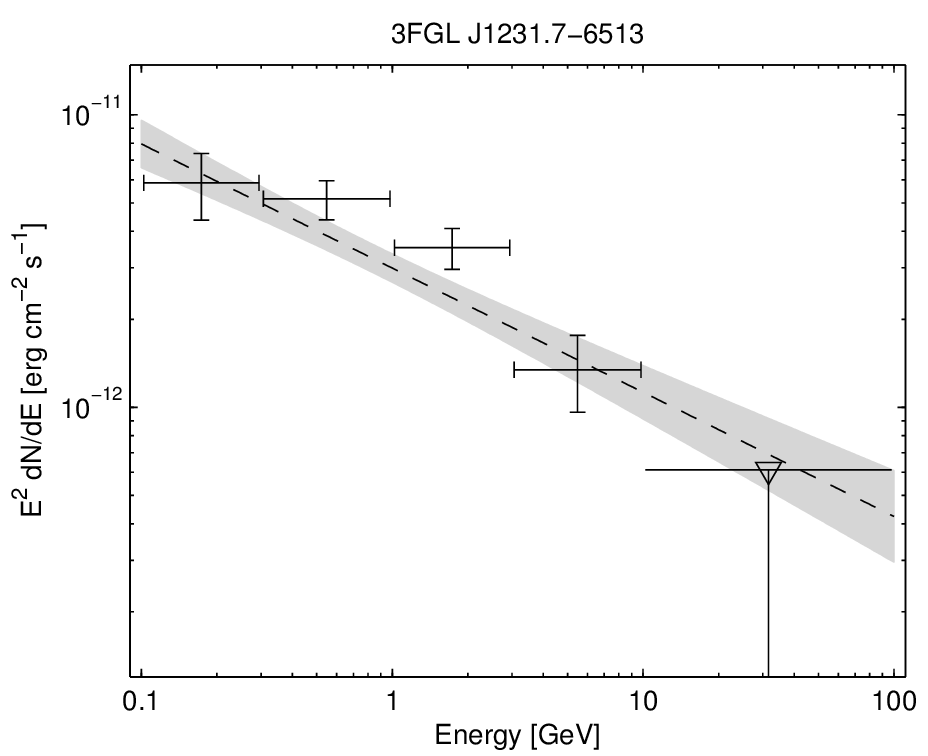 3FGL J1231.7−6513
10⁻¹¹
10⁻¹²
E² dN/dE [erg cm⁻² s⁻¹]
0.1 1 10 100
Energy [GeV]